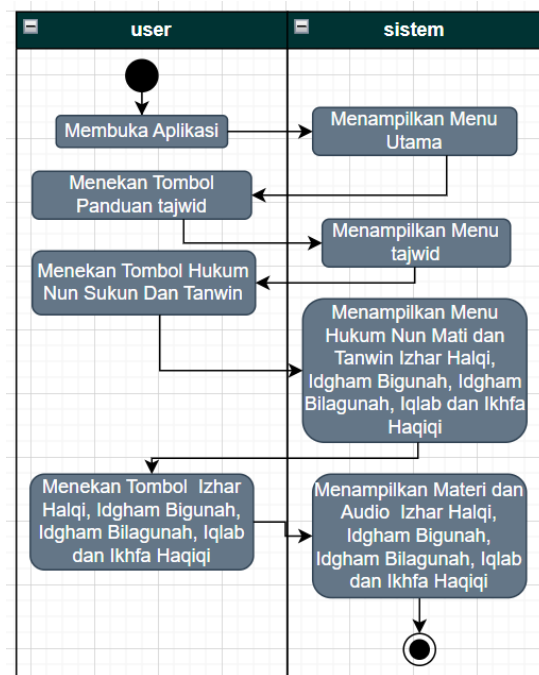 user
sistem
Membuka Aplikasi
Menampilkan Menu
Utama
Menekan Tombol
Panduan tajwid
Menampilkan Menu
tajwid
Menekan Tombol Hukum
Nun Sukun Dan Tanwin
Menampilkan Menu
Hukum Nun Mati dan
Tanwin Izhar Halqi,
Idgham Bigunah, Idgham
Bilagunah, Iqlab dan Ikhfa
Haqiqi
Menekan Tombol Izhar
Halqi, Idgham Bigunah,
Idgham Bilagunah, Iqlab
dan Ikhfa Haqiqi
Menampilkan Materi dan
Audio Izhar Halqi,
Idgham Bigunah,
Idgham Bilagunah, Iqlab
dan Ikhfa Haqiqi